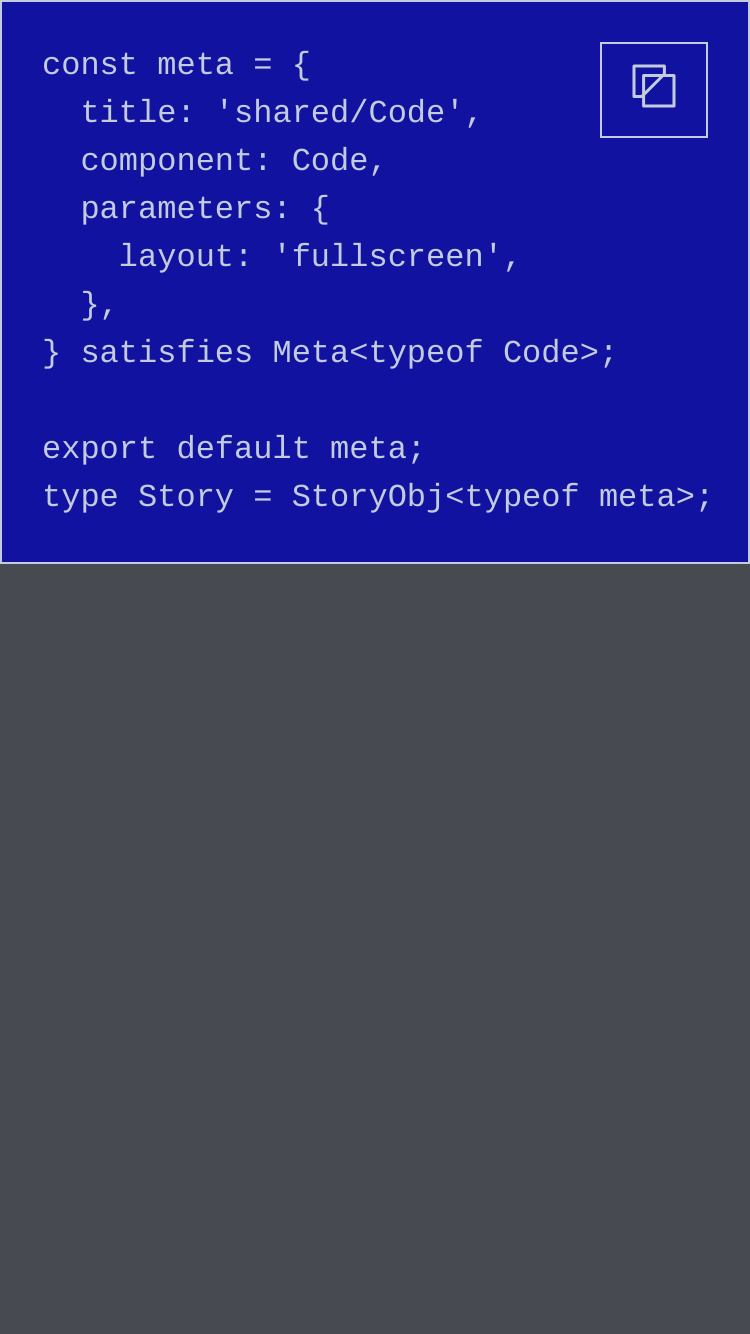 const meta = {
  title: 'shared/Code',
  component: Code,
  parameters: {
    layout: 'fullscreen',
  },
} satisfies Meta<typeof Code>;

export default meta;
type Story = StoryObj<typeof meta>;